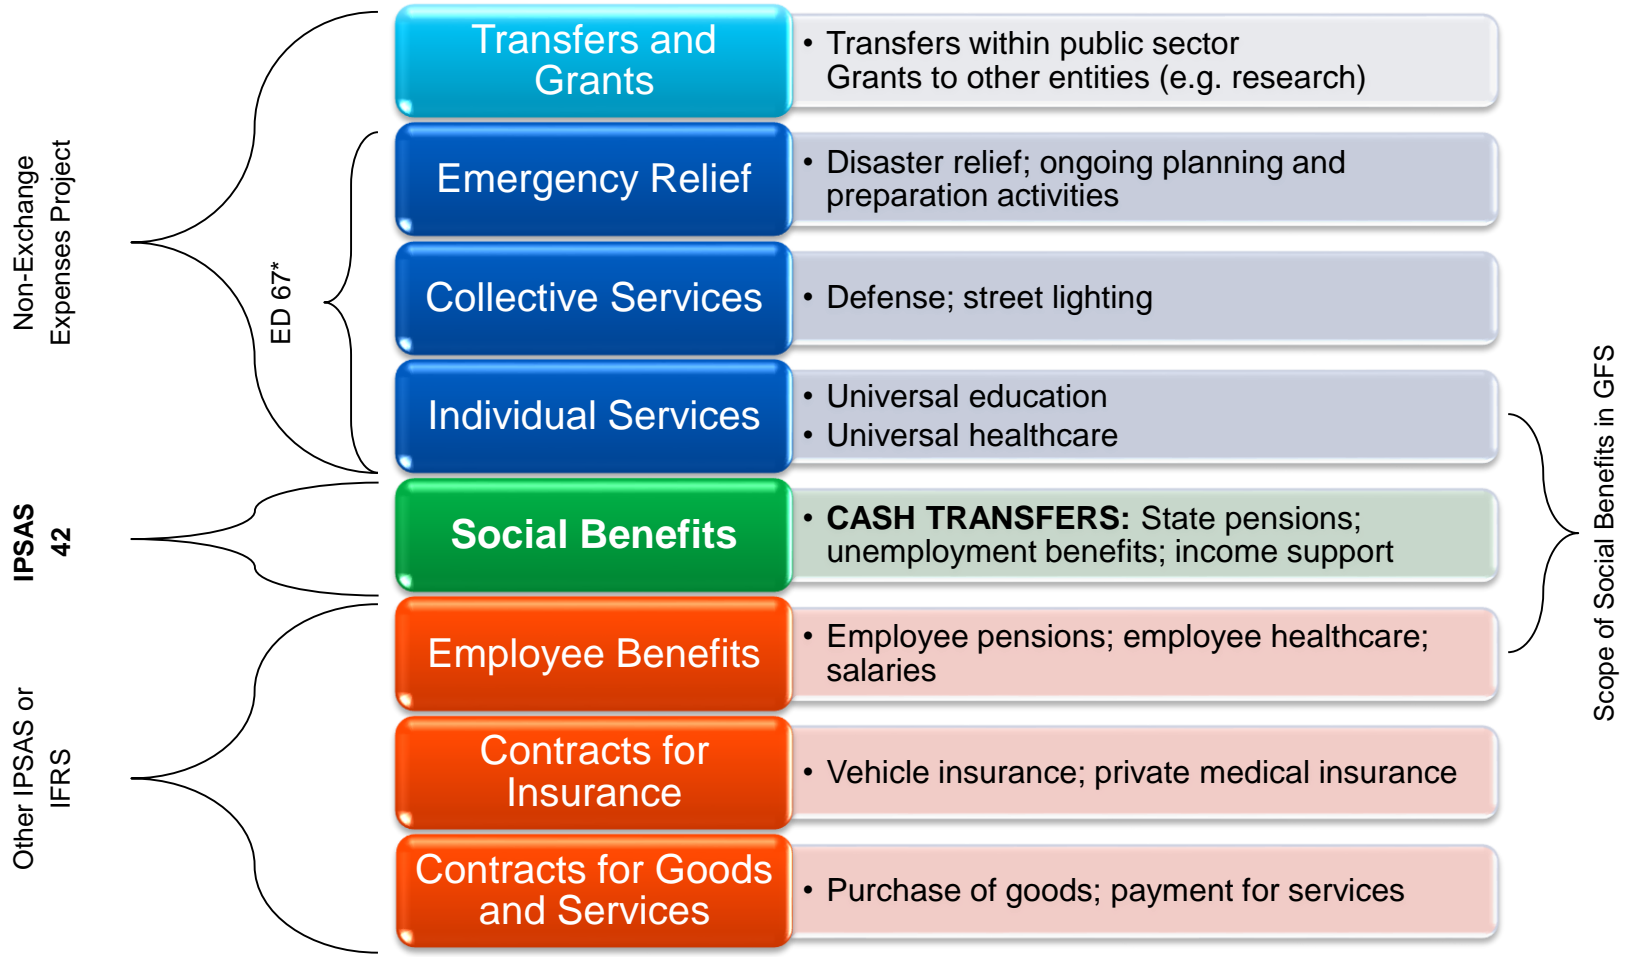 Non-Exchange
Expenses Project
ED 67*
IPSAS
42
Other IPSAS or
IFRS
Transfers and
Grants
• Transfers within public sector
Grants to other entities (e.g. research)
Emergency Relief
• Disaster relief; ongoing planning and
preparation activities
Collective Services
• Defense; street lighting
Individual Services
• Universal education
• Universal healthcare
Social Benefits
• CASH TRANSFERS: State pensions;
unemployment benefits; income support
Employee Benefits
• Employee pensions; employee healthcare;
salaries
Contracts for
Insurance
• Vehicle insurance; private medical insurance
Contracts for Goods
and Services
• Purchase of goods; payment for services
Scope of Social Benefits in GFS